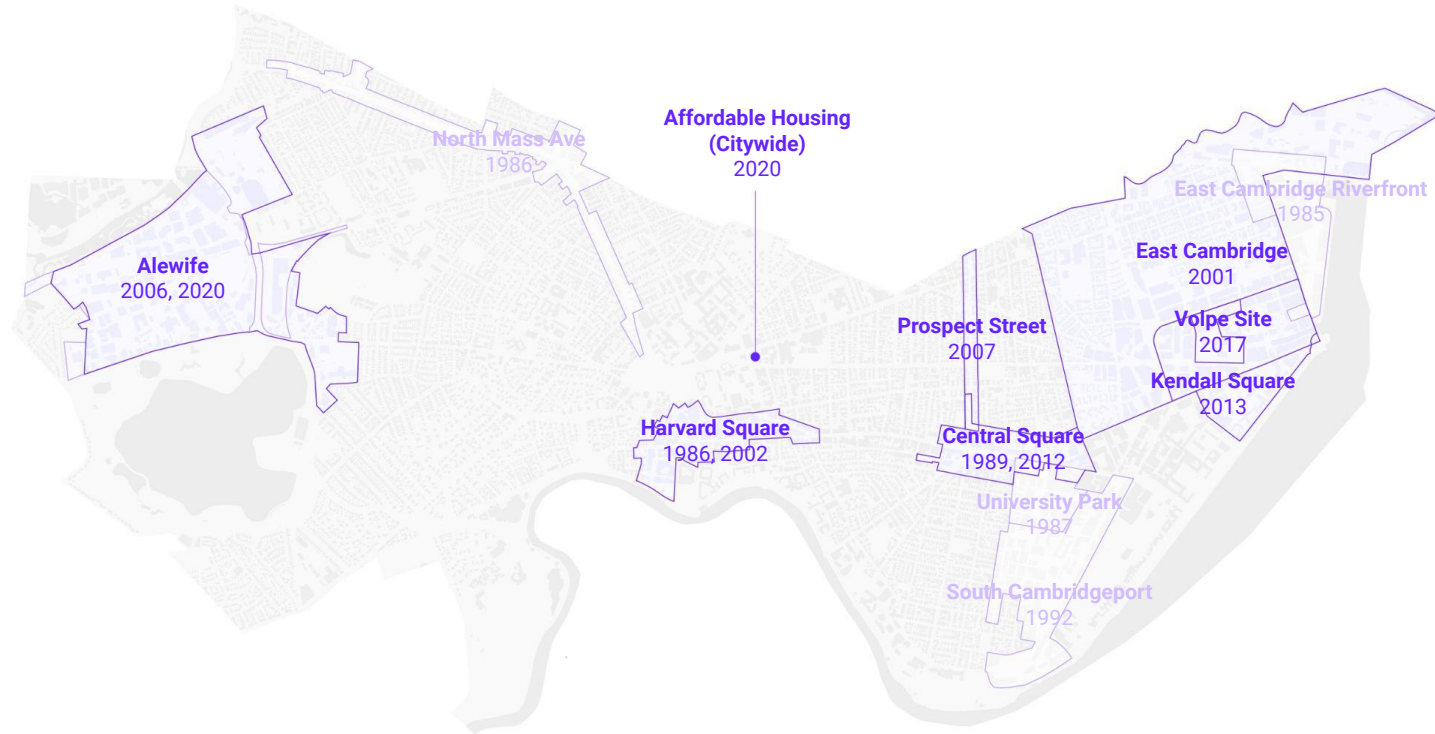 North Mass Ave
1986
Affordable Housing
(Citywide)
2020
East Cambridge Riverfront
1985
Alewife
2006, 2020
East Cambridge
2001
Prospect Street
2007
Volpe Site
2017
Kendall Square
2013
Harvard Square
1986, 2002
Central Square
1989, 2012
University Park
1987
South Cambridgeport
1992